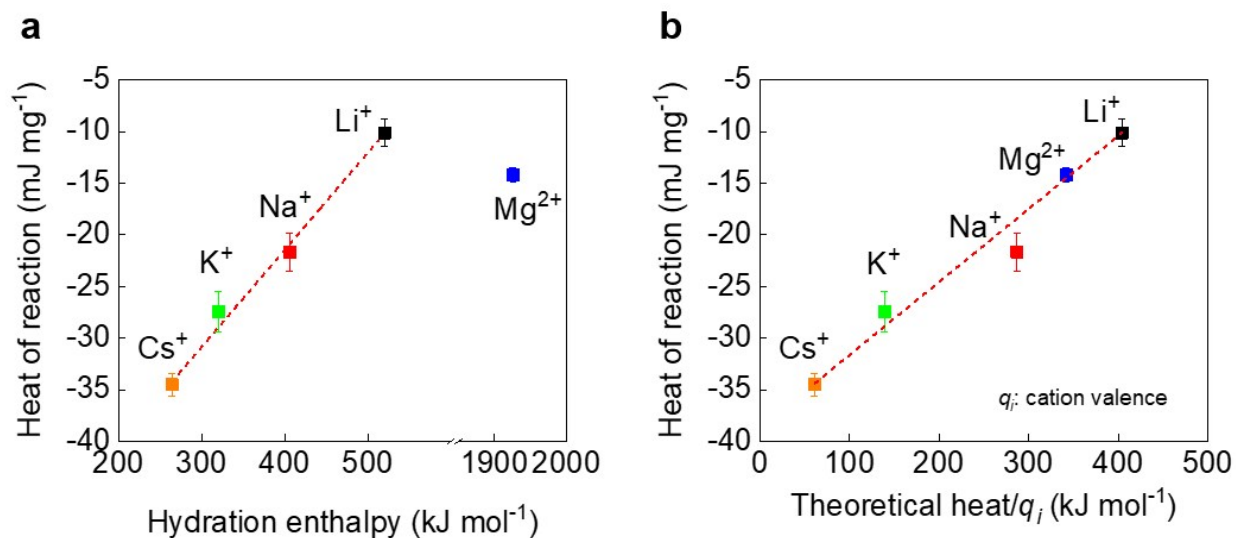 a
Heat of reaction (mJ mg⁻¹)
-5
-10
-15
-20
-25
-30
-35
-40
Li⁺
Na⁺
Mg²⁺
K⁺
Cs⁺
200 300 400 500 1900 2000
Hydration enthalpy (kJ mol⁻¹)
b
Heat of reaction (mJ mg⁻¹)
-5
-10
-15
-20
-25
-30
-35
-40
Li⁺
Mg²⁺
Na⁺
K⁺
Cs⁺
qᵢ: cation valence
0 100 200 300 400 500
Theoretical heat/qᵢ (kJ mol⁻¹)